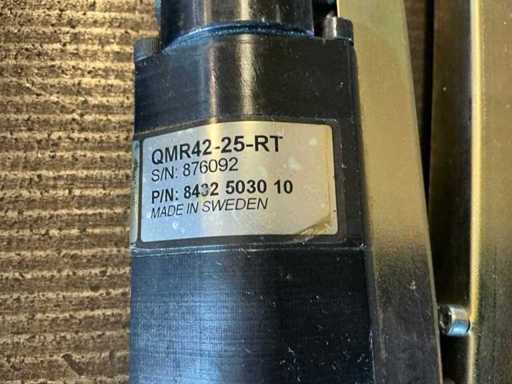 QMR42-25-RT
S/N: 876092
P/N: 8432 5030 10
MADE IN SWEDEN